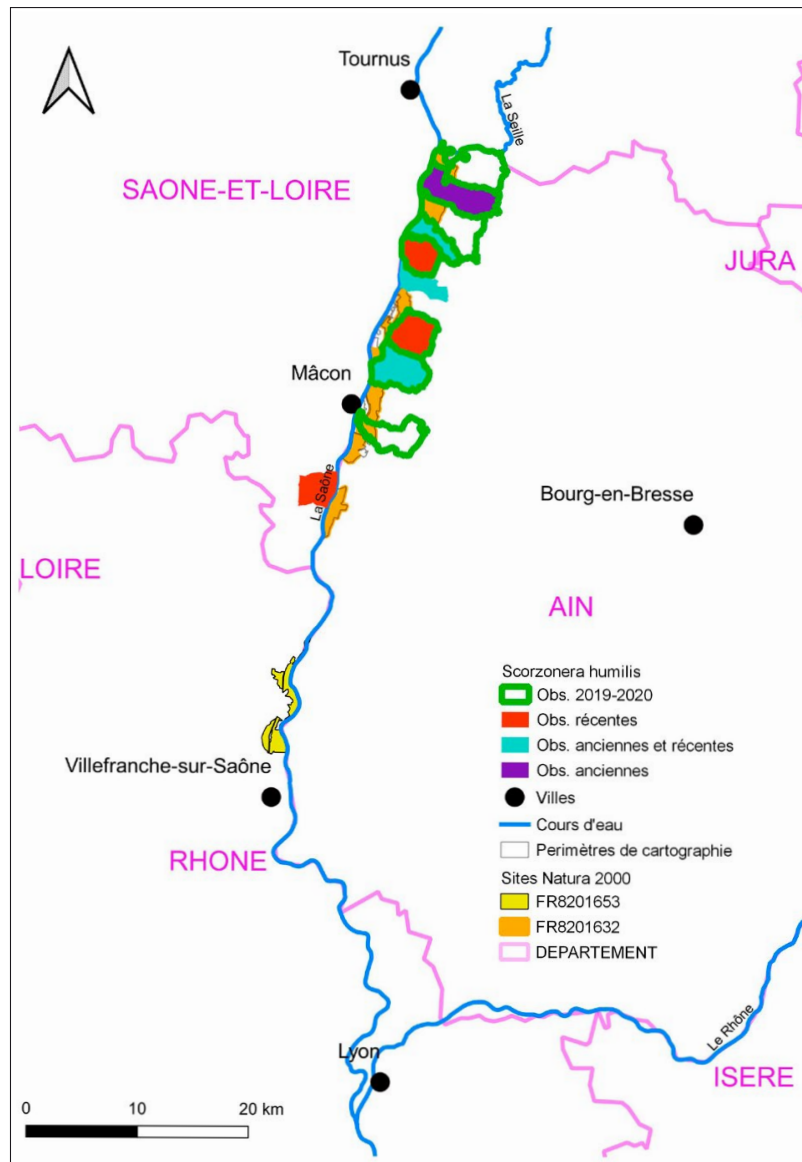 Tournus
La Seille
SAONE-ET-LOIRE
JURA
Mâcon
La Saône
Bourg-en-Bresse
LOIRE
AIN
Scorzonera humilis
Obs. 2019-2020
Obs. récentes
Obs. anciennes et récentes
Obs. anciennes
Villes
Cours d'eau
Perimètres de cartographie
Sites Natura 2000
FR8201653
FR8201632
DEPARTEMENT
Villefranche-sur-Saône
RHONE
Le Rhône
Lyon
ISERE
0 10 20 km